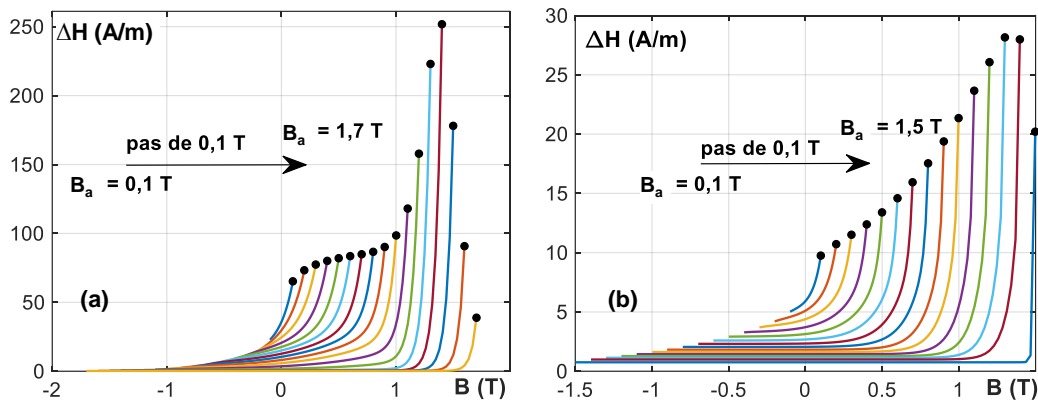 ΔH (A/m)
(a)
250
200
150
100
50
0
pas de 0,1 T
B_a = 1,7 T
B_a = 0,1 T
(a)
-2
-1
0
1
B (T)
30
25
20
15
10
5
0
ΔH (A/m)
pas de 0,1 T
B_a = 1,5 T
B_a = 0,1 T
(b)
-1.5
-1
-0.5
0
0.5
1
B (T)